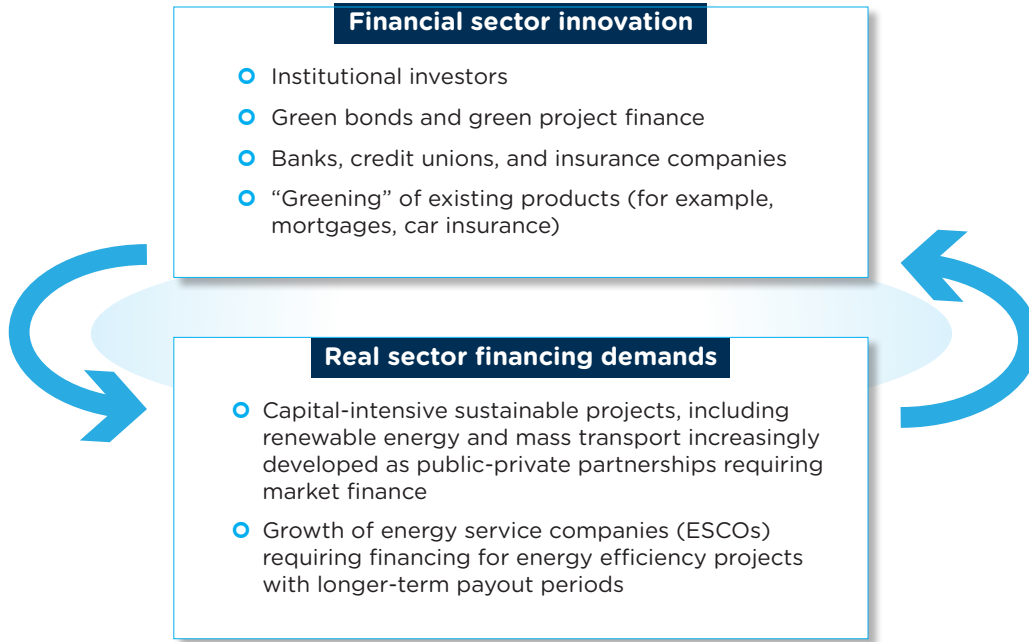 Financial sector innovation
Institutional investors
Green bonds and green project finance
Banks, credit unions, and insurance companies
“Greening” of existing products (for example,
mortgages, car insurance)
Real sector financing demands
Capital-intensive sustainable projects, including
renewable energy and mass transport increasingly
developed as public-private partnerships requiring
market finance
Growth of energy service companies (ESCOs)
requiring financing for energy efficiency projects
with longer-term payout periods